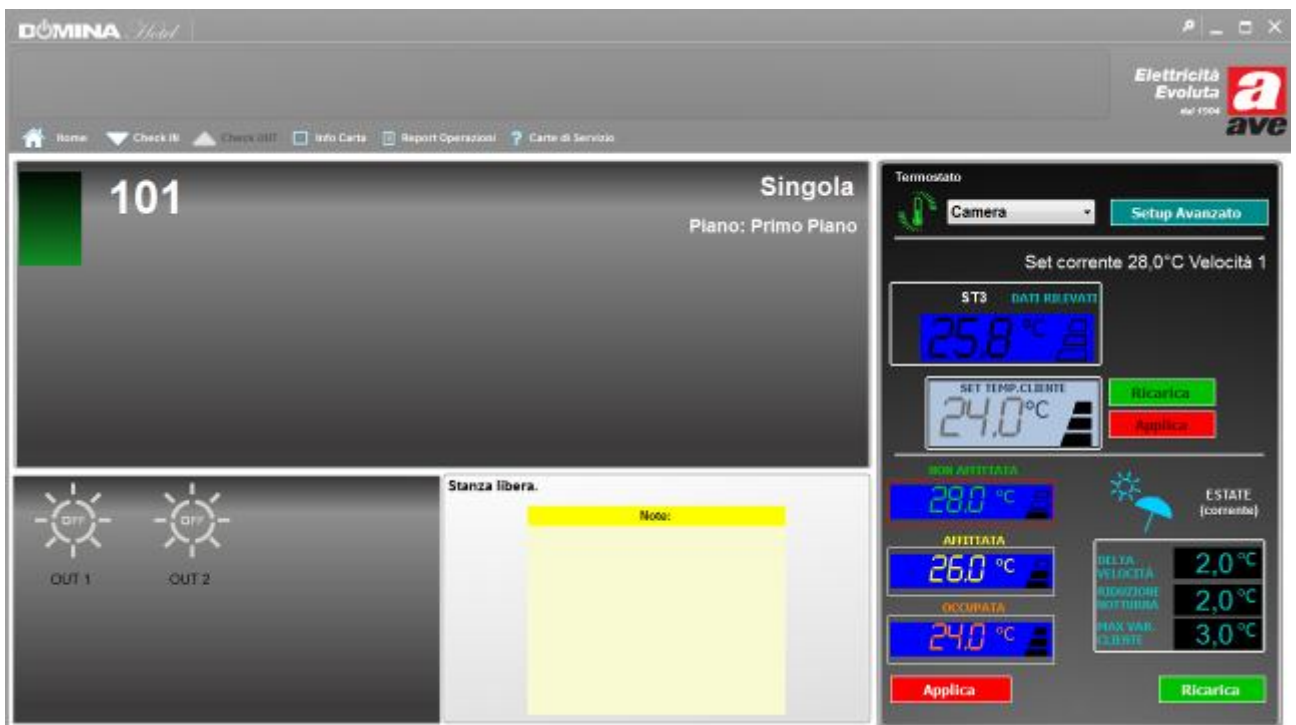 DOMINA Hotel
Elettricità
Evoluta
dal 1904
ave
Home Check IN Check OUT Info Carta Report Operazioni Carte di Servizio
101
Singola
Piano: Primo Piano
Termostato
Camera
Setup Avanzato
Set corrente 28,0°C Velocità 1
ST3 DATI RILEVATI
25.8 °C
SET TEMP.CLIENTE
24.0°C
Ricarica
Applica
NON AFFITTATA
28.0 °C
ESTATE
(corrente)
AFFITTATA
26.0 °C
OCCUPATA
24.0 °C
DELTA
VELOCITÀ
2,0°C
RIDUZIONE
NOTTURNA
2,0°C
MAX VAR.
CLIENTE
3,0°C
Applica
Ricarica
OFF
OUT 1
OFF
OUT 2
Stanza libera.
Note: